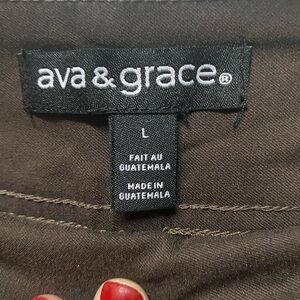 ava & grace®
L
FAIT AU
GUATEMALA
MADE IN
GUATEMALA